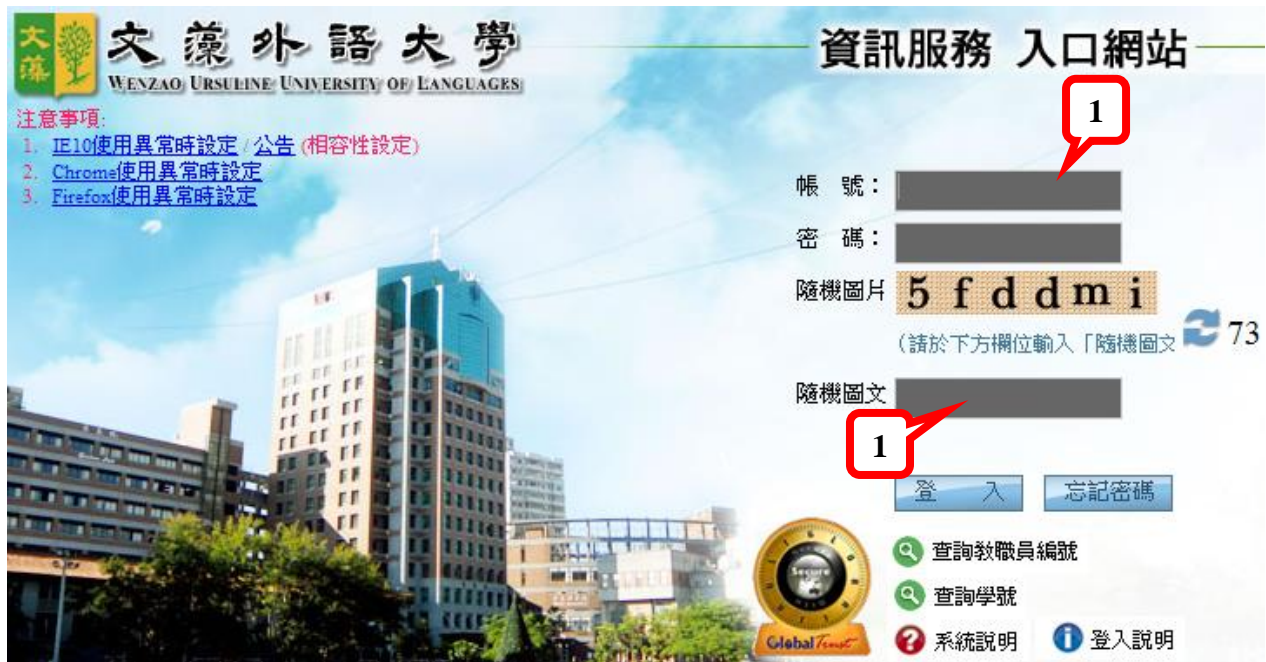 文藻
文藻外語大學
WENZAO URSULINE UNIVERSITY OF LANGUAGES
資訊服務 入口網站
注意事項:
1. IE10使用異常時設定 / 公告 (相容性設定)
2. Chrome使用異常時設定
3. Firefox使用異常時設定
1
帳 號：
密 碼：
隨機圖片 5 f d d m i
(請於下方欄位輸入「隨機圖文 73
隨機圖文
1
登 入 忘記密碼
查詢教職員編號
查詢學號
系統說明 登入說明
Secure
GlobalTrust